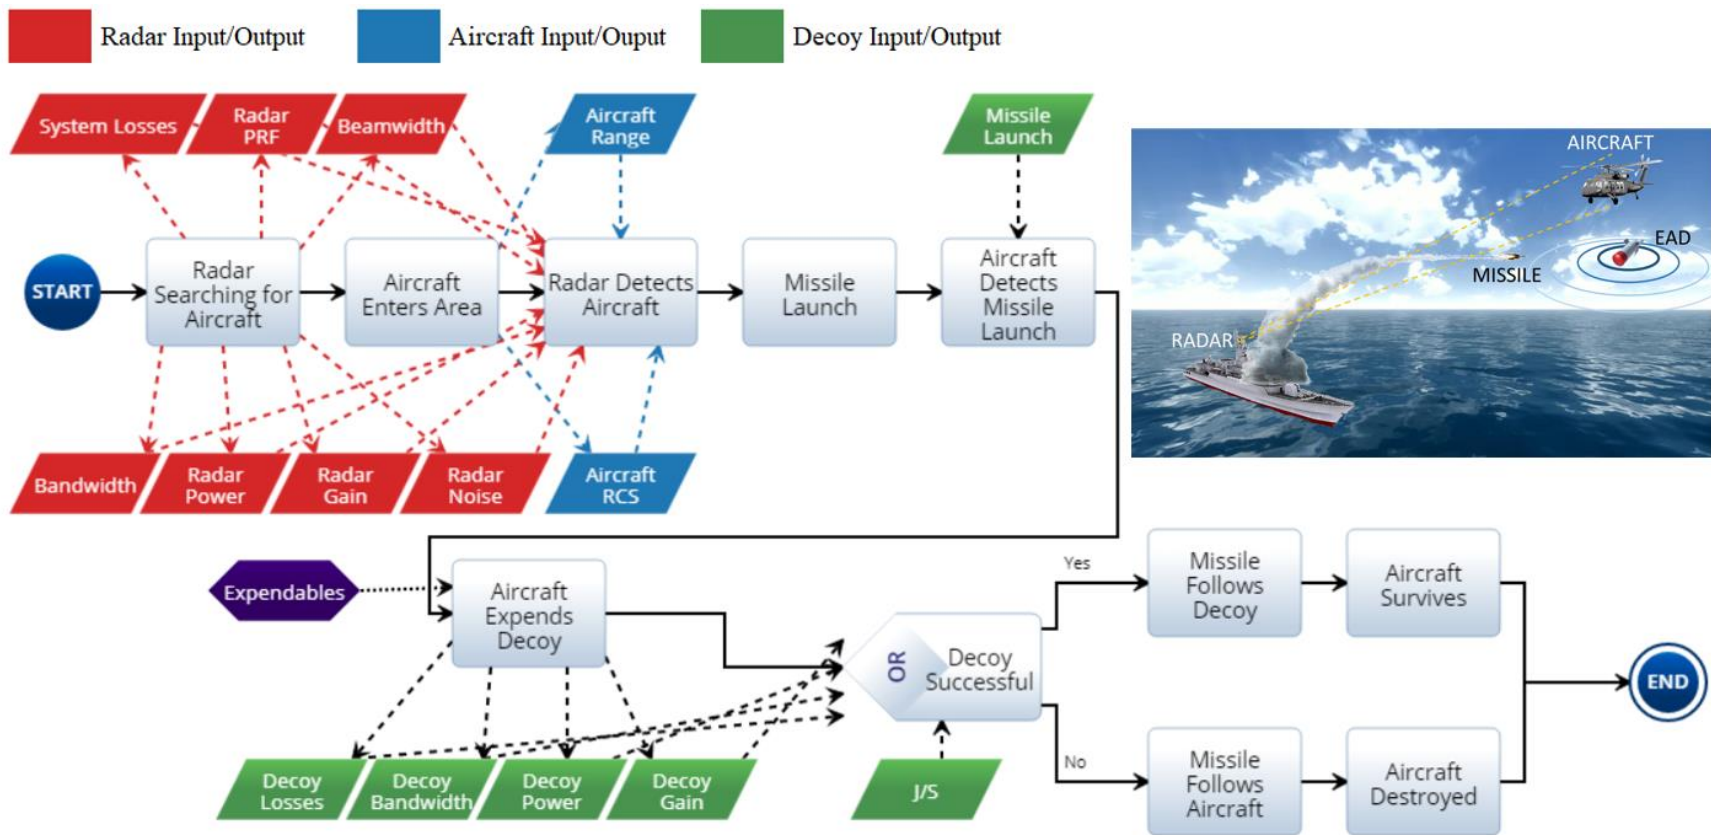 Radar Input/Output
Aircraft Input/Ouput
Decoy Input/Output
System Losses
Radar
PRF
Beamwidth
Aircraft
Range
Missile
Launch
AIRCRAFT
EAD
MISSILE
RADAR
START
Radar
Searching for
Aircraft
Aircraft
Enters Area
Radar Detects
Aircraft
Missile
Launch
Aircraft
Detects
Missile
Launch
Bandwidth
Radar
Power
Radar
Gain
Radar
Noise
Aircraft
RCS
Expendables
Aircraft
Expends
Decoy
OR
Decoy
Successful
Yes
No
Missile
Follows
Decoy
Aircraft
Survives
END
Decoy
Losses
Decoy
Bandwidth
Decoy
Power
Decoy
Gain
J/S
Missile
Follows
Aircraft
Aircraft
Destroyed